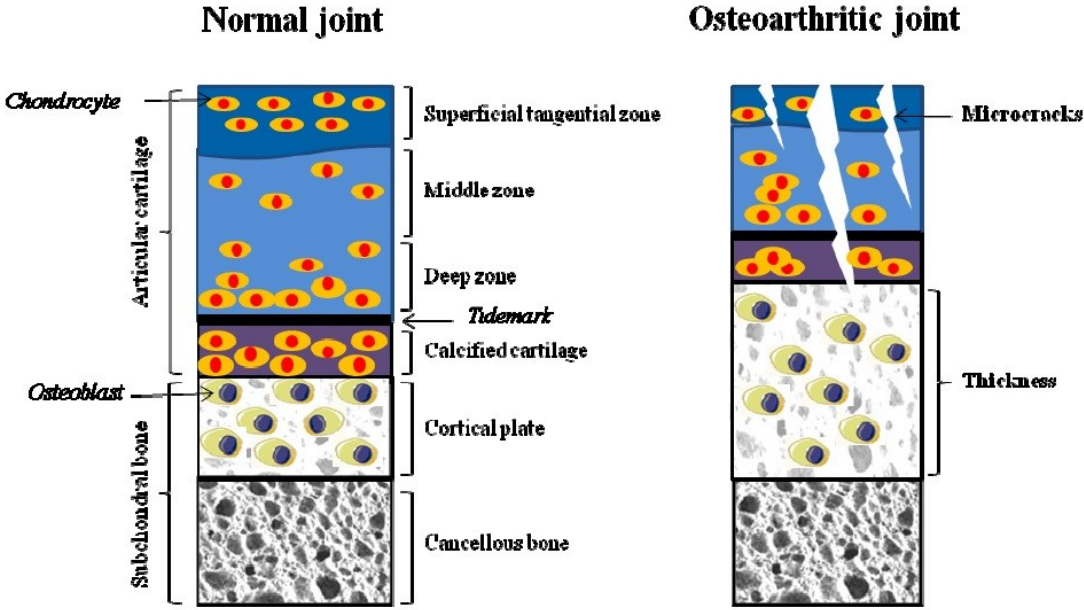 Normal joint
Osteoarthritic joint
Chondrocyte
Superficial tangential zone
Microcracks
Articular cartilage
Middle zone
Deep zone
Tidemark
Calcified cartilage
Osteoblast
Thickness
Subchondral bone
Cortical plate
Cancellous bone